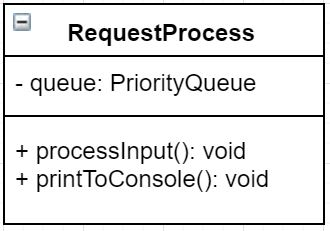 RequestProcess
- queue: PriorityQueue
+ processInput(): void
+ printToConsole(): void